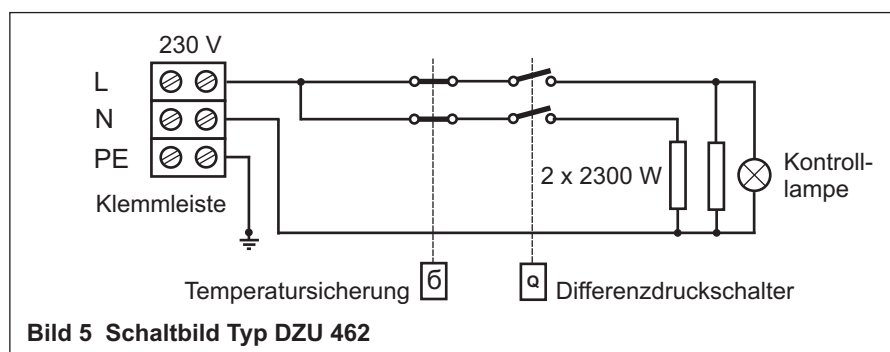 230 V
L
N
PE
Klemmleiste
2 x 2300 W
Kontroll-
lampe
Temperatursicherung б
Q Differenzdruckschalter
Bild 5 Schaltbild Typ DZU 462